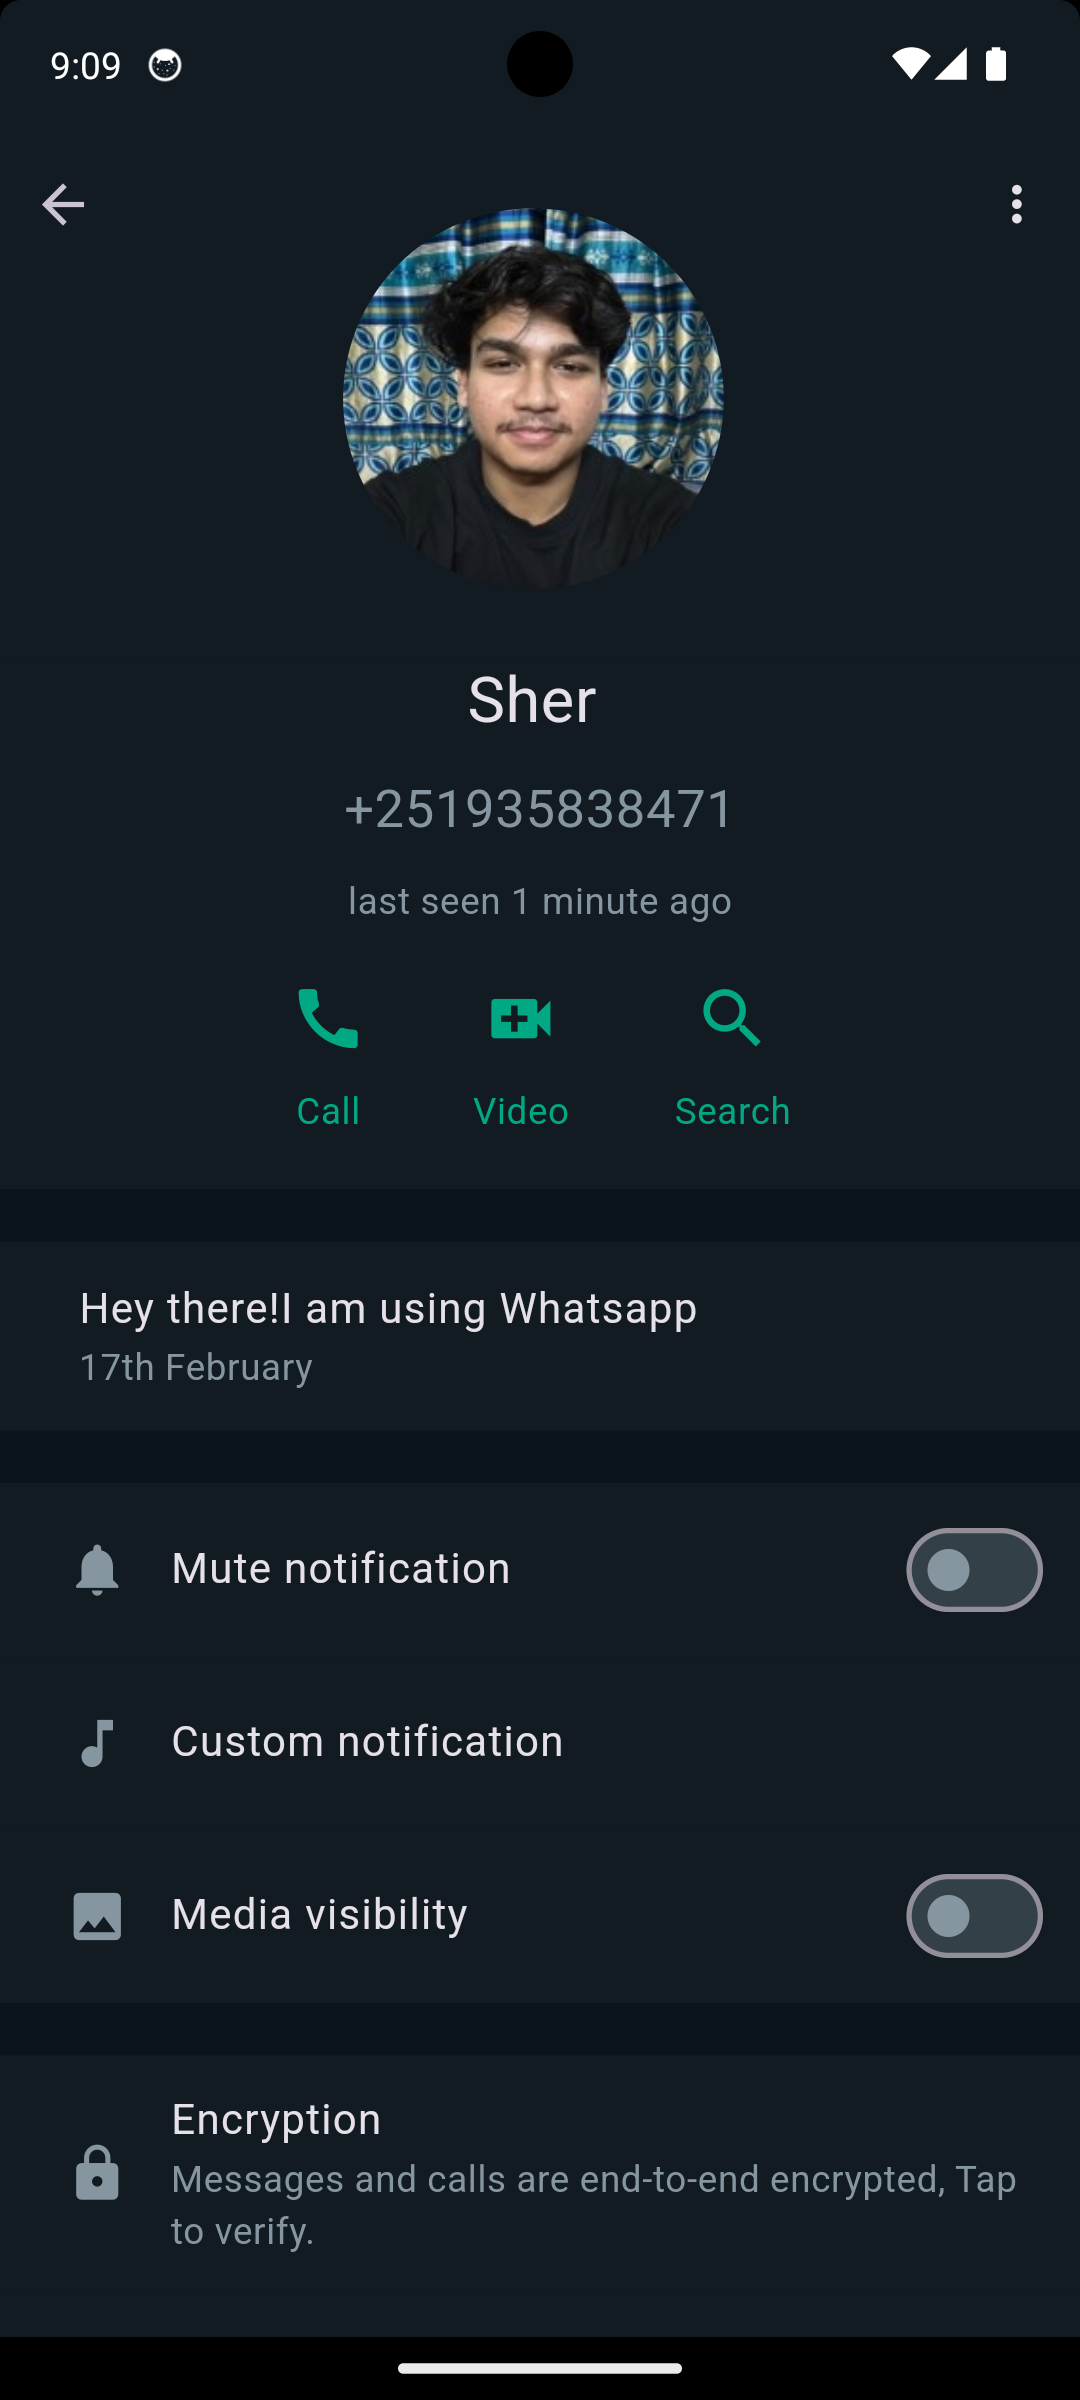 9:09
Sher
+251935838471
last seen 1 minute ago
Call Video Search
Hey there!I am using Whatsapp
17th February
Mute notification
Custom notification
Media visibility
Encryption
Messages and calls are end-to-end encrypted, Tap
to verify.